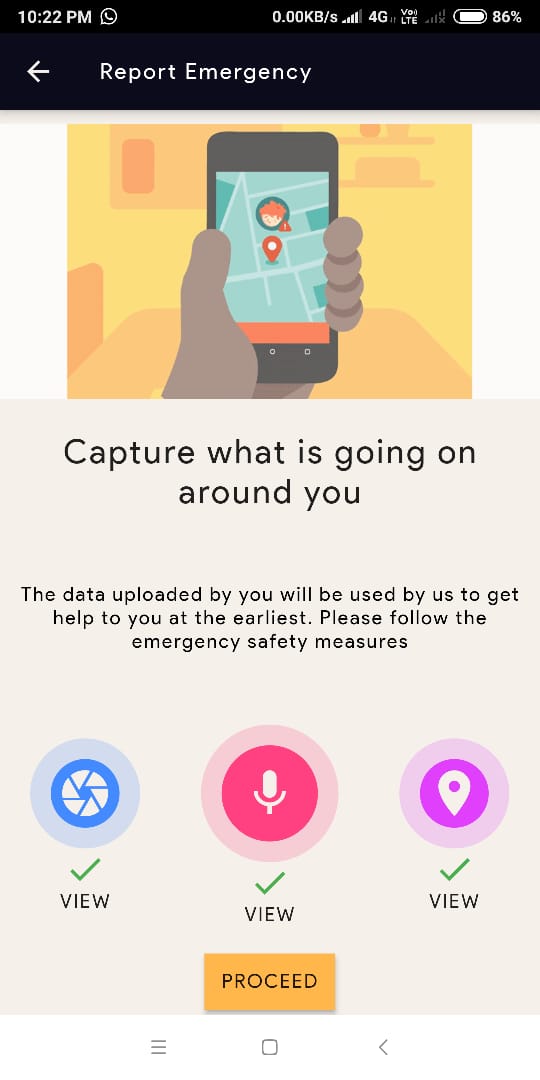 10:22 PM 0.00KB/s 4G VoLTE 86%
Report Emergency
Capture what is going on
around you
The data uploaded by you will be used by us to get
help to you at the earliest. Please follow the
emergency safety measures
VIEW VIEW VIEW
PROCEED